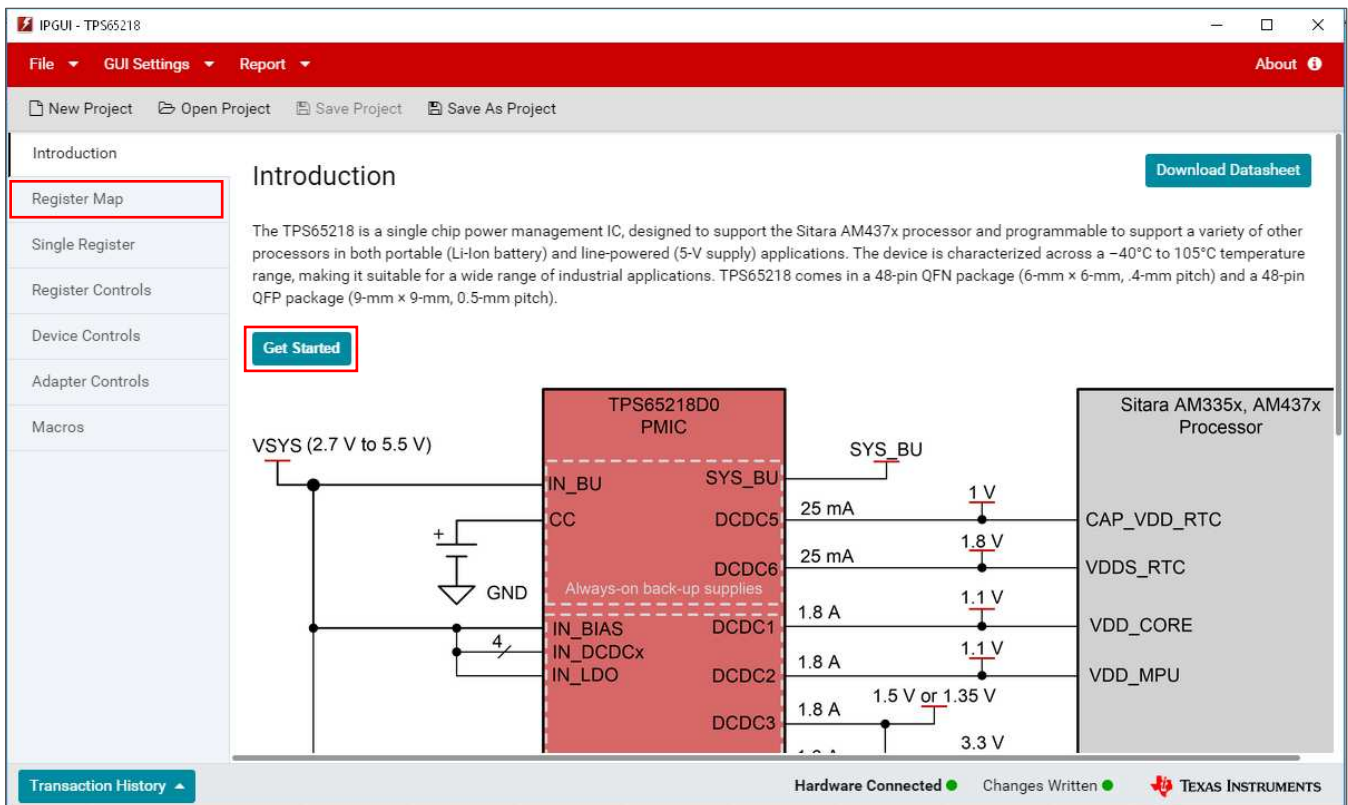 IPGUI - TPS65218
File GUI Settings Report About
New Project Open Project Save Project Save As Project
Introduction
Register Map
Single Register
Register Controls
Device Controls
Adapter Controls
Macros
Introduction
Download Datasheet
The TPS65218 is a single chip power management IC, designed to support the Sitara AM437x processor and programmable to support a variety of other
processors in both portable (Li-Ion battery) and line-powered (5-V supply) applications. The device is characterized across a –40°C to 105°C temperature
range, making it suitable for a wide range of industrial applications. TPS65218 comes in a 48-pin QFN package (6-mm × 6-mm, .4-mm pitch) and a 48-pin
QFP package (9-mm × 9-mm, 0.5-mm pitch).
Get Started
TPS65218D0
PMIC
Sitara AM335x, AM437x
Processor
VSYS (2.7 V to 5.5 V)
SYS_BU
IN_BU SYS_BU
1 V
CC DCDC5 25 mA CAP_VDD_RTC
+
1.8 V
DCDC6 25 mA VDDS_RTC
GND Always-on back-up supplies
1.1 V
IN_BIAS DCDC1 1.8 A VDD_CORE
4 IN_DCDCx
1.1 V
IN_LDO DCDC2 1.8 A VDD_MPU
1.5 V or 1.35 V
DCDC3 1.8 A
3.3 V
Transaction History Hardware Connected Changes Written TEXAS INSTRUMENTS